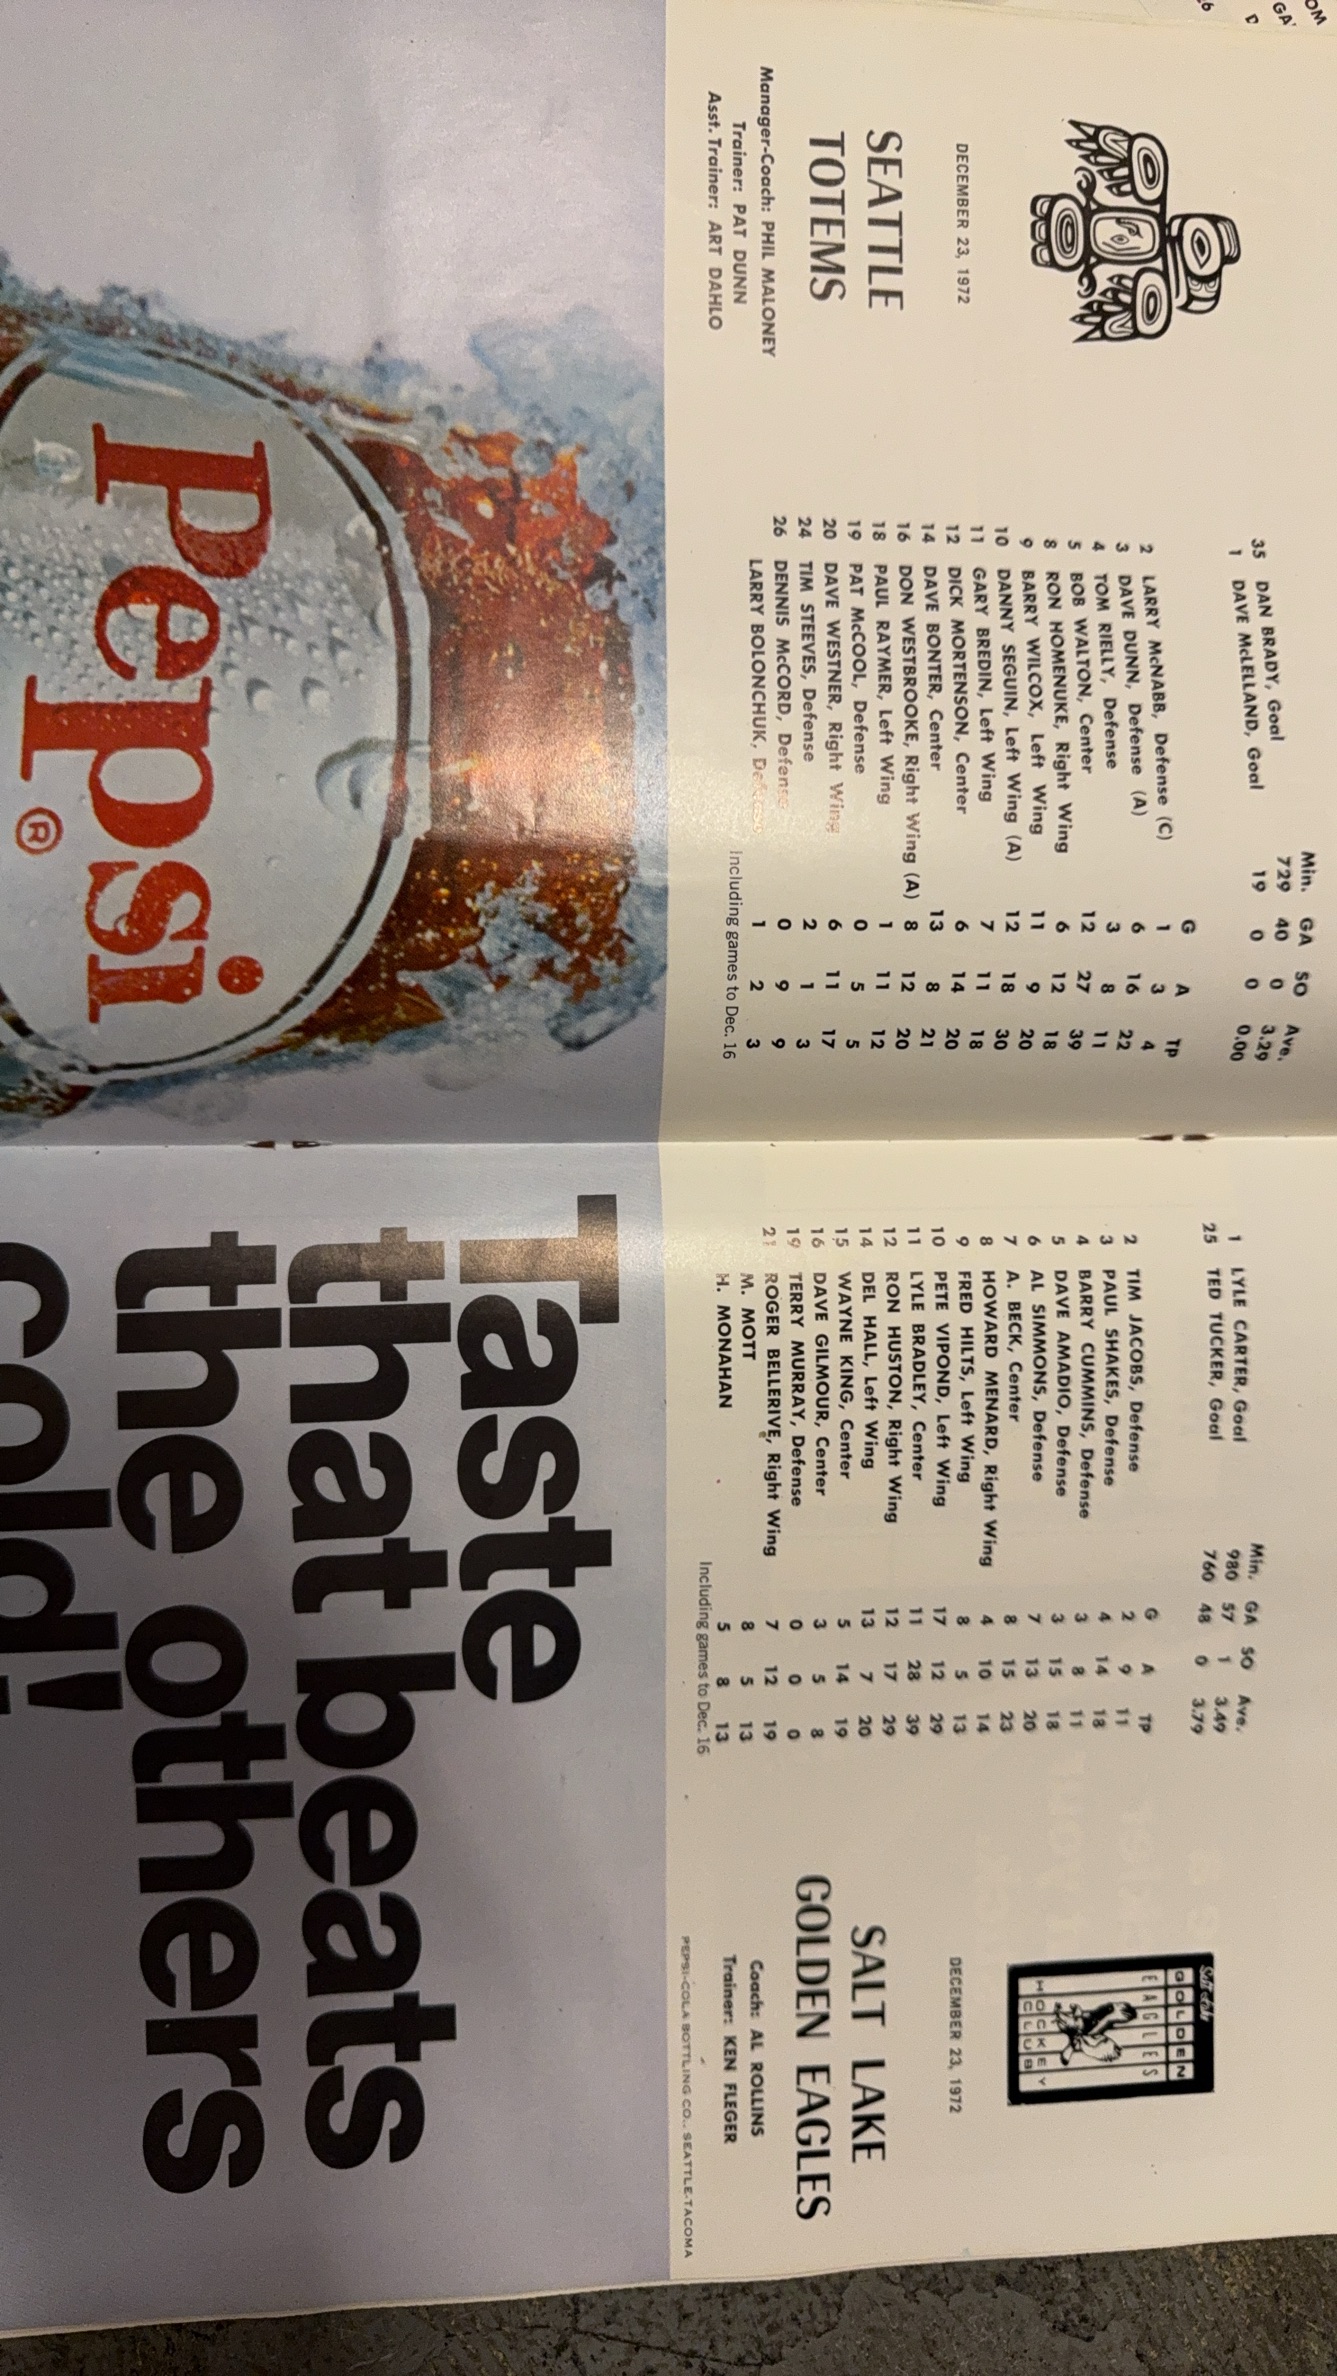 SEATTLE
TOTEMS
DECEMBER 23, 1972
Manager-Coach: PHIL MALONEY
Trainer: PAT DUNN
Asst. Trainer: ART DAHLO
Min. GA SO Ave.
35 DAN BRADY, Goal 729 40 0 3.29
1 DAVE McLELLAND, Goal 19 0 0 0.00
G A TP
2 LARRY McNABB, Defense (C) 1 3 4
3 DAVE DUNN, Defense (A) 6 16 22
4 TOM RIELLY, Defense 3 8 11
5 BOB WALTON, Center 12 27 39
8 RON HOMENUKE, Right Wing 6 12 18
9 BARRY WILCOX, Left Wing 11 9 20
10 DANNY SEGUIN, Left Wing (A) 12 18 30
11 GARY BREDIN, Left Wing 7 11 18
12 DICK MORTENSON, Center 6 14 20
14 DAVE BONTER, Center 13 8 21
16 DON WESTBROOKE, Right Wing (A) 8 12 20
18 PAUL RAYMER, Left Wing 1 11 12
19 PAT McCOOL, Defense 0 5 5
20 DAVE WESTNER, Right Wing 6 11 17
24 TIM STEEVES, Defense 2 1 3
26 DENNIS McCORD, Defense 0 9 9
LARRY BOLONCHUK, Defense 1 2 3
Including games to Dec. 16
Min. GA SO Ave.
1 LYLE CARTER, Goal 980 57 1 3.49
25 TED TUCKER, Goal 760 48 0 3.79
G A TP
2 TIM JACOBS, Defense 2 9 11
3 PAUL SHAKES, Defense 4 14 18
4 BARRY CUMMINS, Defense 3 8 11
5 DAVE AMADIO, Defense 3 15 18
6 AL SIMMONS, Defense 7 13 20
7 A. BECK, Center 8 15 23
8 HOWARD MENARD, Right Wing 4 10 14
9 FRED HILTS, Left Wing 8 5 13
10 PETE VIPOND, Left Wing 17 12 29
11 LYLE BRADLEY, Center 11 28 39
12 RON HUSTON, Right Wing 12 17 29
14 DEL HALL, Left Wing 13 7 20
15 WAYNE KING, Center 5 14 19
16 DAVE GILMOUR, Center 3 5 8
19 TERRY MURRAY, Defense 0 0 0
ROGER BELLERIVE, Right Wing 7 12 19
M. MOTT 8 5 13
H. MONAHAN 5 8 13
Including games to Dec. 16
GOLDEN
EAGLES
HOCKEY
CLUB
DECEMBER 23, 1972
SALT LAKE
GOLDEN EAGLES
Coach: AL ROLLINS
Trainer: KEN FLEGER
PEPSI-COLA BOTTLING CO., SEATTLE-TACOMA
Pepsi ®
Taste
that beats
the others
cold!